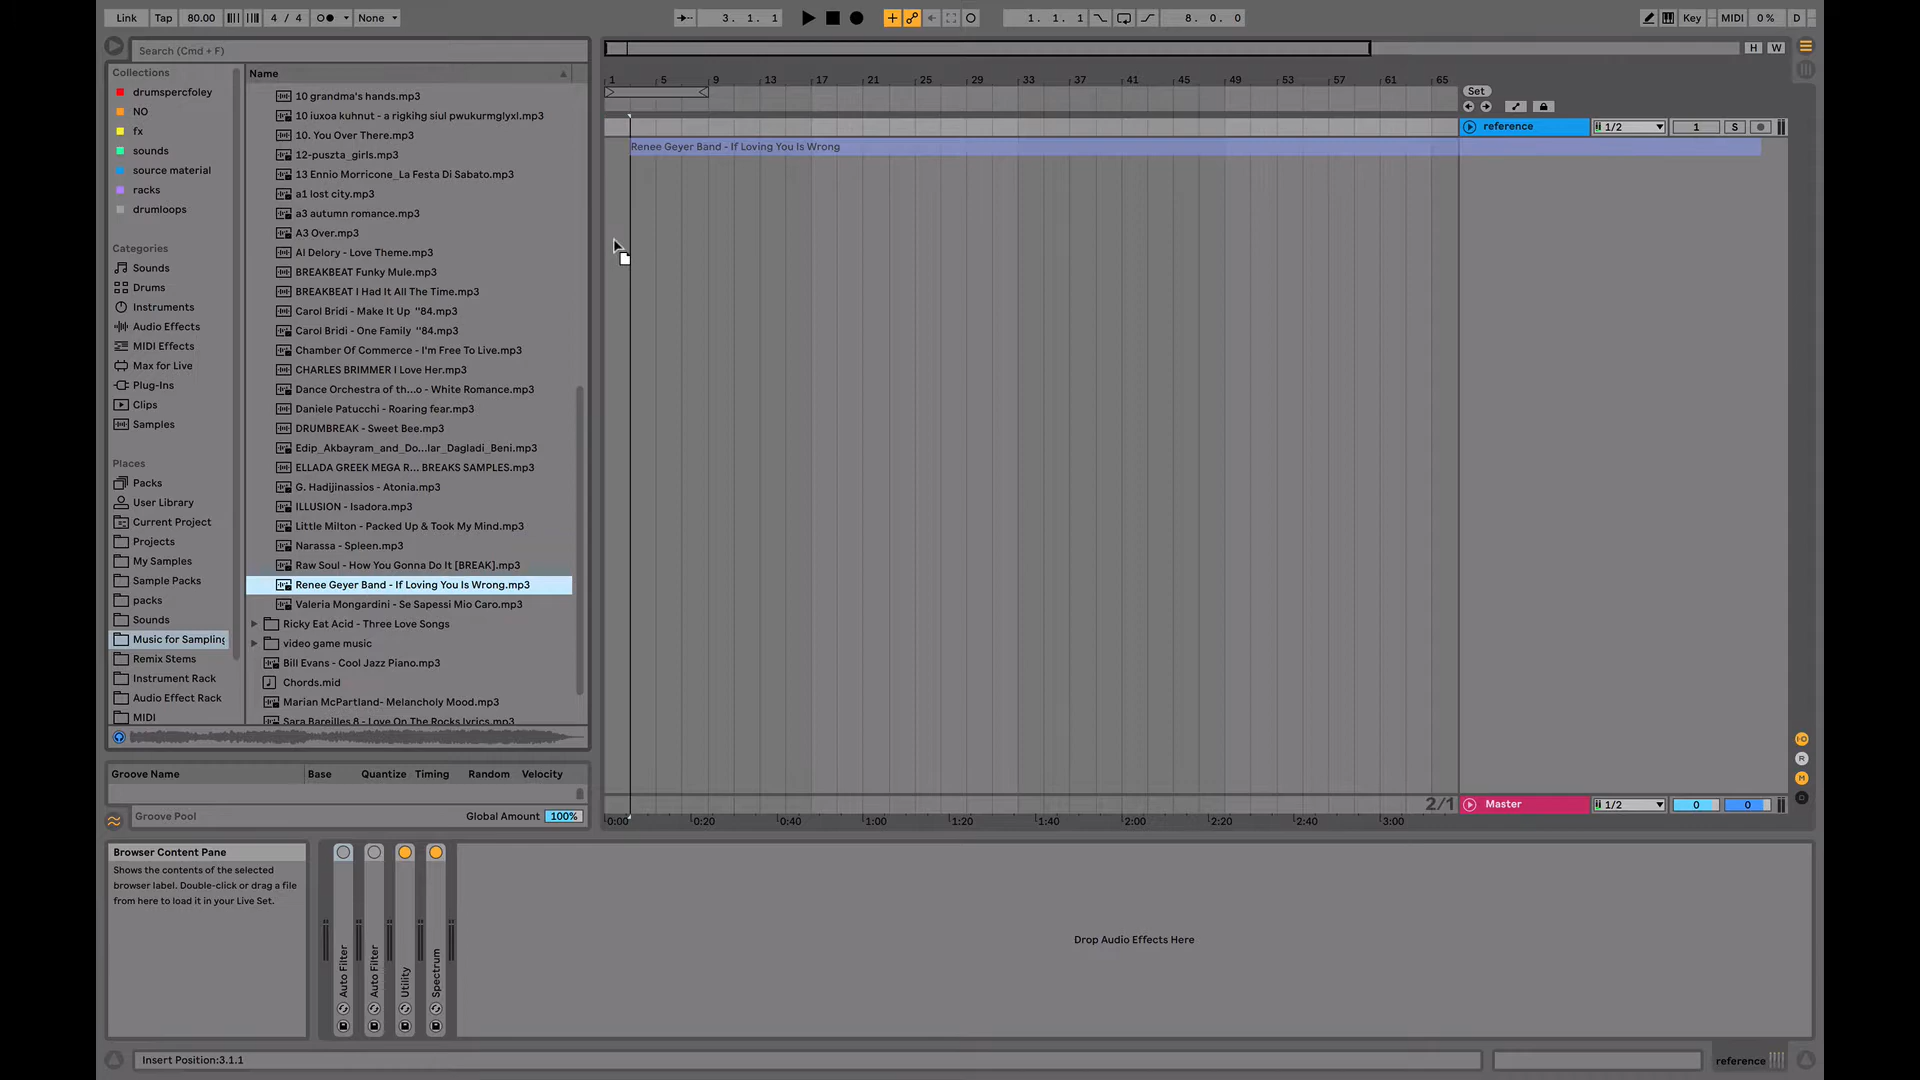 Link Tap 80.00 4 / 4 None 3. 1. 1 1. 1. 1 8. 0. 0 Key MIDI 0 % D
Search (Cmd + F)
H W
Collections
drumspercfoley
NO
fx
sounds
source material
racks
drumloops
Categories
Sounds
Drums
Instruments
Audio Effects
MIDI Effects
Max for Live
Plug-Ins
Clips
Samples
Places
Packs
User Library
Current Project
Projects
My Samples
Sample Packs
packs
Sounds
Music for Sampling
Remix Stems
Instrument Rack
Audio Effect Rack
MIDI
Name
10 grandma's hands.mp3
10 iuxoa kuhnut - a rigkihg siul pwukurmglyxl.mp3
10. You Over There.mp3
12-puszta_girls.mp3
13 Ennio Morricone_La Festa Di Sabato.mp3
a1 lost city.mp3
a3 autumn romance.mp3
A3 Over.mp3
Al Delory - Love Theme.mp3
BREAKBEAT Funky Mule.mp3
BREAKBEAT I Had It All The Time.mp3
Carol Bridi - Make It Up ''84.mp3
Carol Bridi - One Family ''84.mp3
Chamber Of Commerce - I'm Free To Live.mp3
CHARLES BRIMMER I Love Her.mp3
Dance Orchestra of th...o - White Romance.mp3
Daniele Patucchi - Roaring fear.mp3
DRUMBREAK - Sweet Bee.mp3
Edip_Akbayram_and_Do...lar_Dagladi_Beni.mp3
ELLADA GREEK MEGA R... BREAKS SAMPLES.mp3
G. Hadjinassios - Atonia.mp3
ILLUSION - Isadora.mp3
Little Milton - Packed Up & Took My Mind.mp3
Narassa - Spleen.mp3
Raw Soul - How You Gonna Do It [BREAK].mp3
Renee Geyer Band - If Loving You Is Wrong.mp3
Valeria Mongardini - Se Sapessi Mio Caro.mp3
Ricky Eat Acid - Three Love Songs
video game music
Bill Evans - Cool Jazz Piano.mp3
Chords.mid
Marian McPartland- Melancholy Mood.mp3
Sara Bareilles 8 - Love On The Rocks lyrics.mp3
1 5 9 13 17 21 25 29 33 37 41 45 49 53 57 61 65
Set
reference 1/2 1 S
Renee Geyer Band - If Loving You Is Wrong
2/1
Master 1/2 0 0
0:00 0:20 0:40 1:00 1:20 1:40 2:00 2:20 2:40 3:00
I·O
R
M
D
Groove Name Base Quantize Timing Random Velocity
Groove Pool Global Amount 100%
Browser Content Pane
Shows the contents of the selected
browser label. Double-click or drag a file
from here to load it in your Live Set.
Auto Filter
Auto Filter
Utility
Spectrum
Drop Audio Effects Here
Insert Position:3.1.1
reference